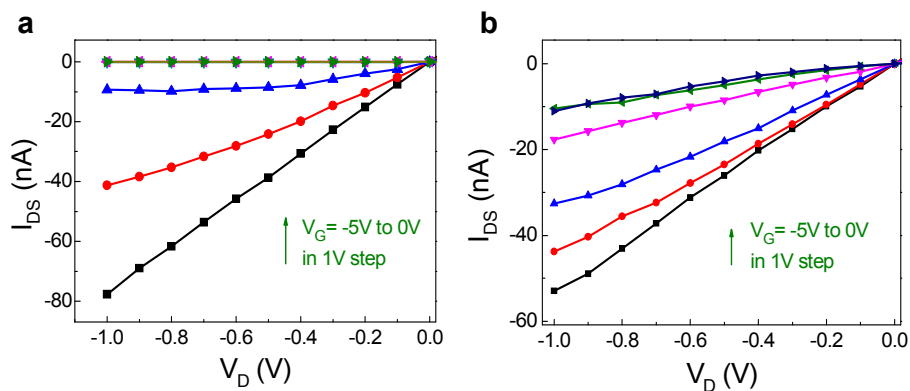 a
0
-20
-40
-60
-80
I_DS (nA)
V_G= -5V to 0V
in 1V step
-1.0 -0.8 -0.6 -0.4 -0.2 0.0
V_D (V)
b
0
-20
-40
-60
I_DS (nA)
V_G= -5V to 0V
in 1V step
-1.0 -0.8 -0.6 -0.4 -0.2 0.0
V_D (V)